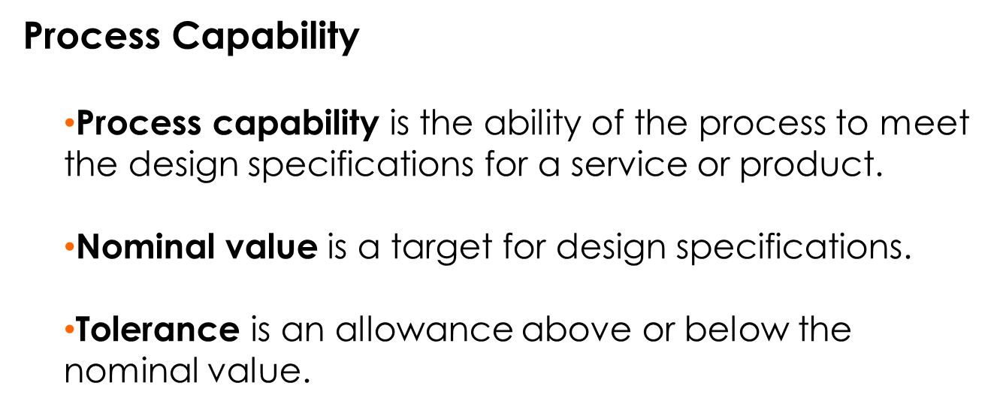 Process Capability
•Process capability is the ability of the process to meet
the design specifications for a service or product.
•Nominal value is a target for design specifications.
•Tolerance is an allowance above or below the
nominal value.